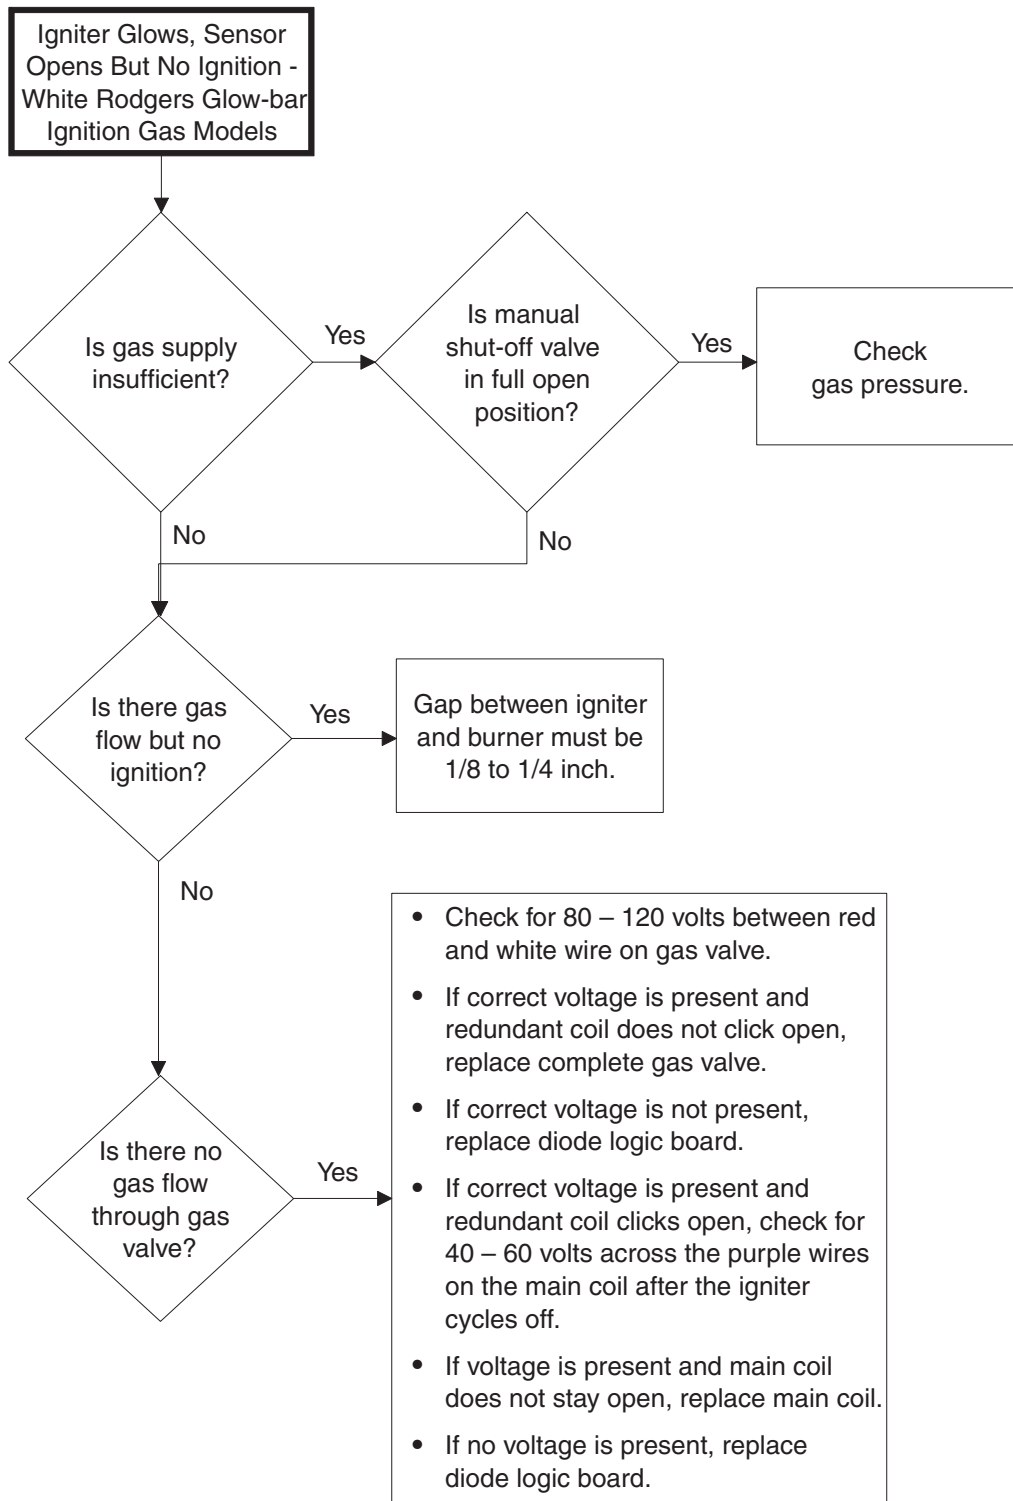 Igniter Glows, Sensor
Opens But No Ignition -
White Rodgers Glow-bar
Ignition Gas Models
Is gas supply
insufficient?
Yes
Is manual
shut-off valve
in full open
position?
Yes
Check
gas pressure.
No
No
Is there gas
flow but no
ignition?
Yes
Gap between igniter
and burner must be
1/8 to 1/4 inch.
No
Is there no
gas flow
through gas
valve?
Yes
• Check for 80 – 120 volts between red
and white wire on gas valve.
• If correct voltage is present and
redundant coil does not click open,
replace complete gas valve.
• If correct voltage is not present,
replace diode logic board.
• If correct voltage is present and
redundant coil clicks open, check for
40 – 60 volts across the purple wires
on the main coil after the igniter
cycles off.
• If voltage is present and main coil
does not stay open, replace main coil.
• If no voltage is present, replace
diode logic board.